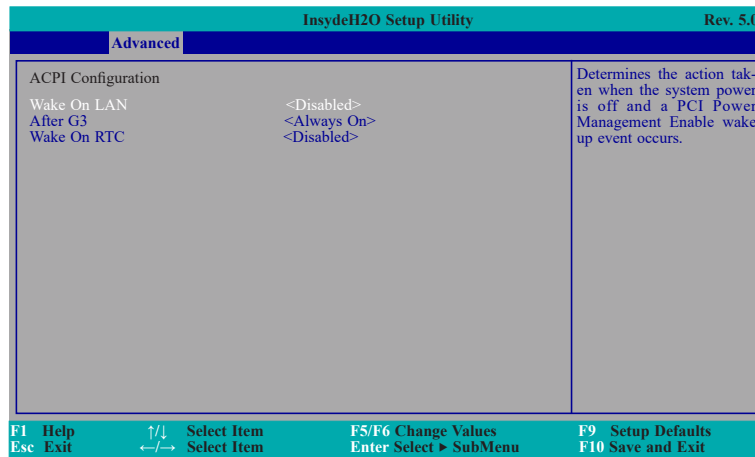 InsydeH2O Setup Utility Rev. 5.0
Advanced
ACPI Configuration
Wake On LAN <Disabled>
After G3 <Always On>
Wake On RTC <Disabled>
Determines the action tak-
en when the system power
is off and a PCI Power
Management Enable wake
up event occurs.
F1 Help ↑/↓ Select Item F5/F6 Change Values F9 Setup Defaults
Esc Exit ←/→ Select Item Enter Select ▶ SubMenu F10 Save and Exit